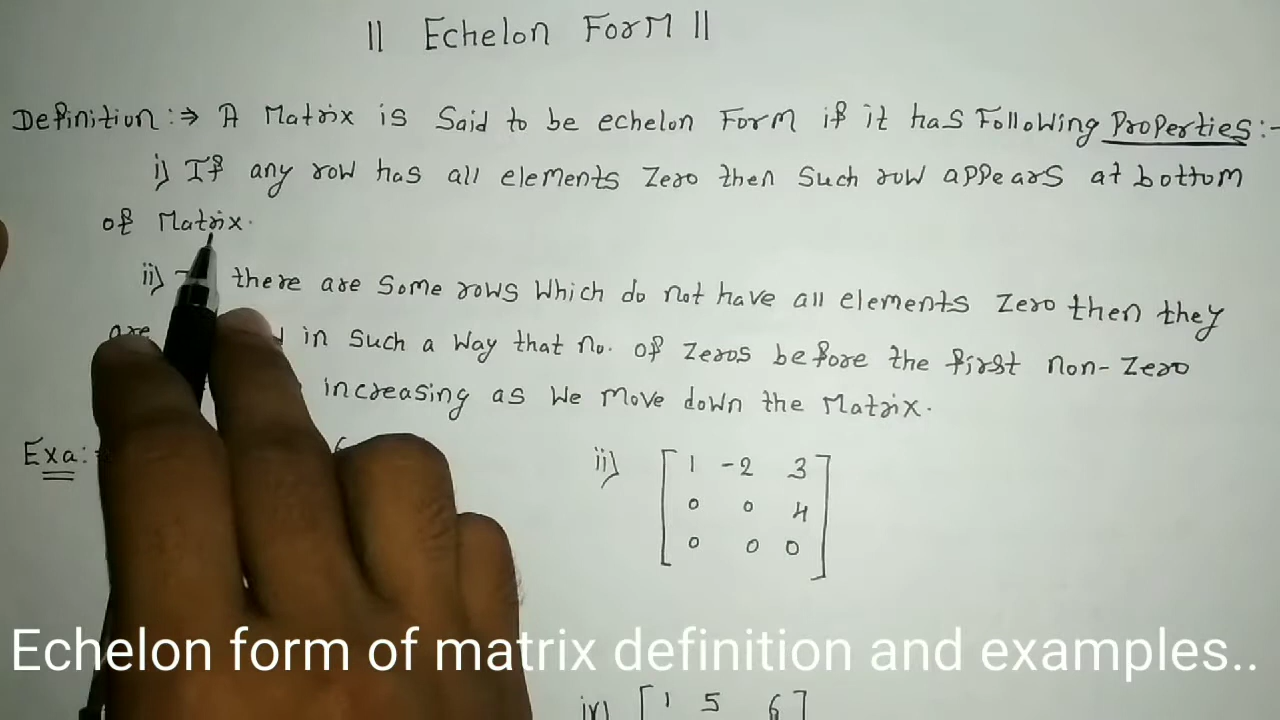 || Echelon Form ||
Definition :⇒ A Matrix is Said to be echelon Form if it has Following Properties :-
i) If any row has all elements Zero then Such row appears at bottom
of Matrix.
ii) there are Some rows Which do not have all elements Zero then they
are in Such a Way that no. of Zeros before the first non-Zero
increasing as We move down the Matrix.
Exa:
ii) [ 1 -2 3
0 0 4
0 0 0 ]
Echelon form of matrix definition and examples..
iv) [ 1 5 6 ]